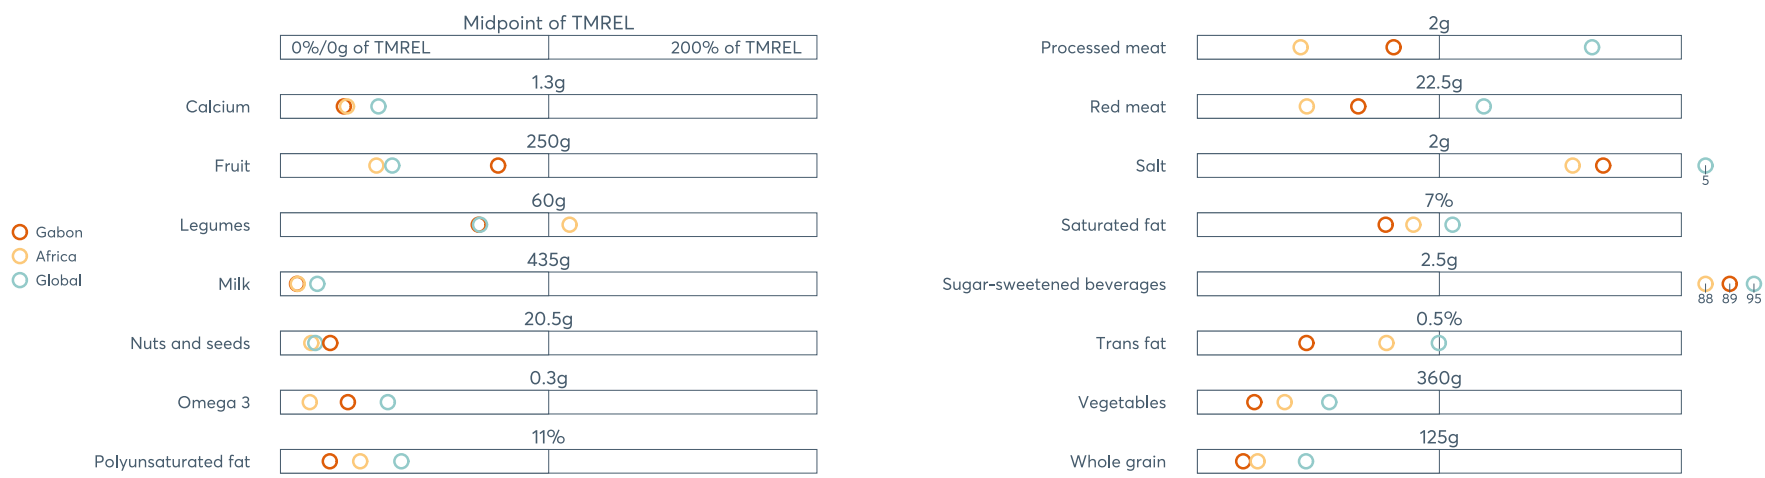 Midpoint of TMREL
0%/0g of TMREL 200% of TMREL
1.3g
Calcium
250g
Fruit
60g
Legumes
435g
Milk
20.5g
Nuts and seeds
0.3g
Omega 3
11%
Polyunsaturated fat
Gabon
Africa
Global
2g
Processed meat
22.5g
Red meat
2g
Salt
5
7%
Saturated fat
2.5g
Sugar-sweetened beverages
88 89 95
0.5%
Trans fat
360g
Vegetables
125g
Whole grain